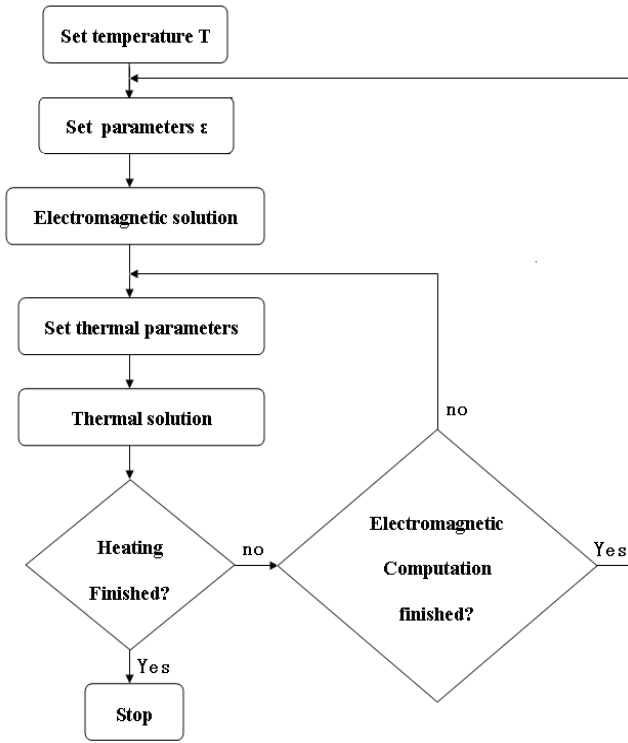 Set temperature T
Set parameters ε
Electromagnetic solution
Set thermal parameters
Thermal solution
no
Heating
Finished?
no
Electromagnetic
Computation
finished?
Yes
Yes
Stop